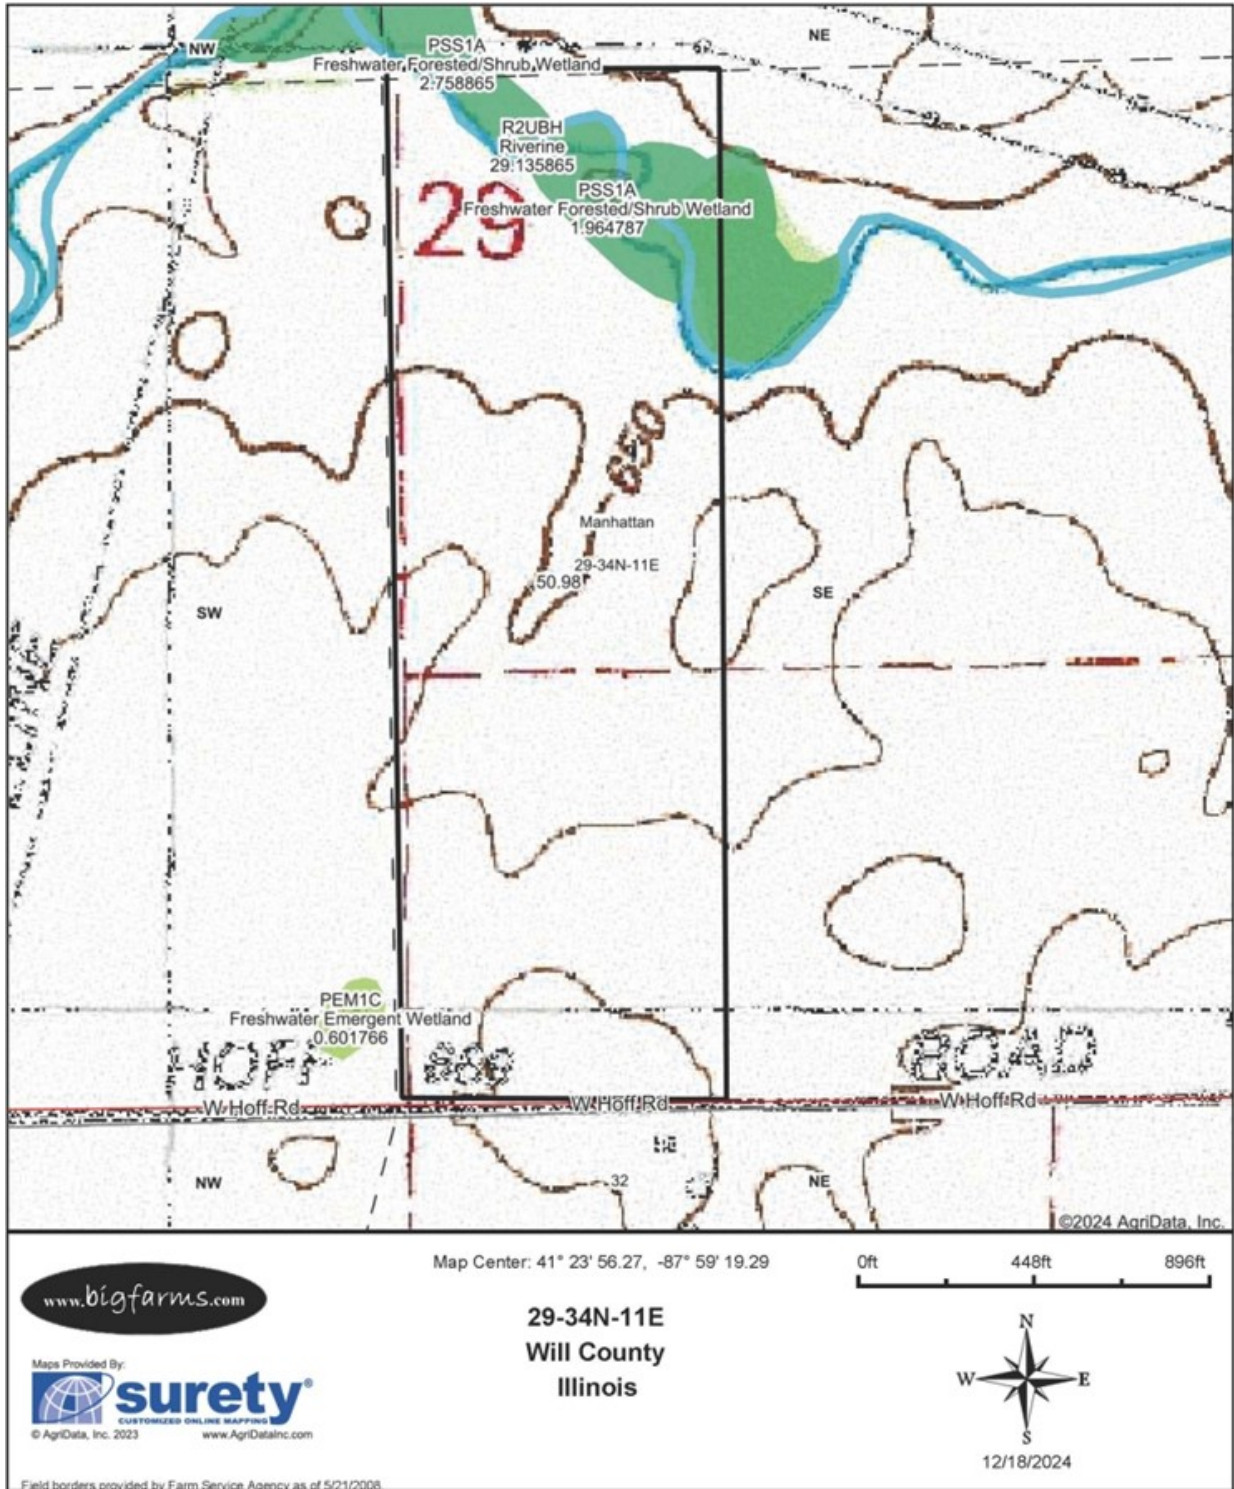 NW
NE
PSS1A
Freshwater Forested/Shrub Wetland
2.758865
R2UBH
Riverine
29.135865
PSS1A
Freshwater Forested/Shrub Wetland
1.964787
29
650
Manhattan
29-34N-11E
50.98
SW
SE
PEM1C
Freshwater Emergent Wetland
0.601766
ROAD
W Hoff Rd
W Hoff Rd
W Hoff Rd
NW
32
NE
©2024 AgriData, Inc.
Map Center: 41° 23' 56.27, -87° 59' 19.29
0ft 448ft 896ft
www.bigfarms.com
29-34N-11E
Will County
Illinois
N
W E
S
Maps Provided By:
surety®
CUSTOMIZED ONLINE MAPPING
© AgriData, Inc. 2023 www.AgriDataInc.com
12/18/2024
Field borders provided by Farm Service Agency as of 5/21/2008.